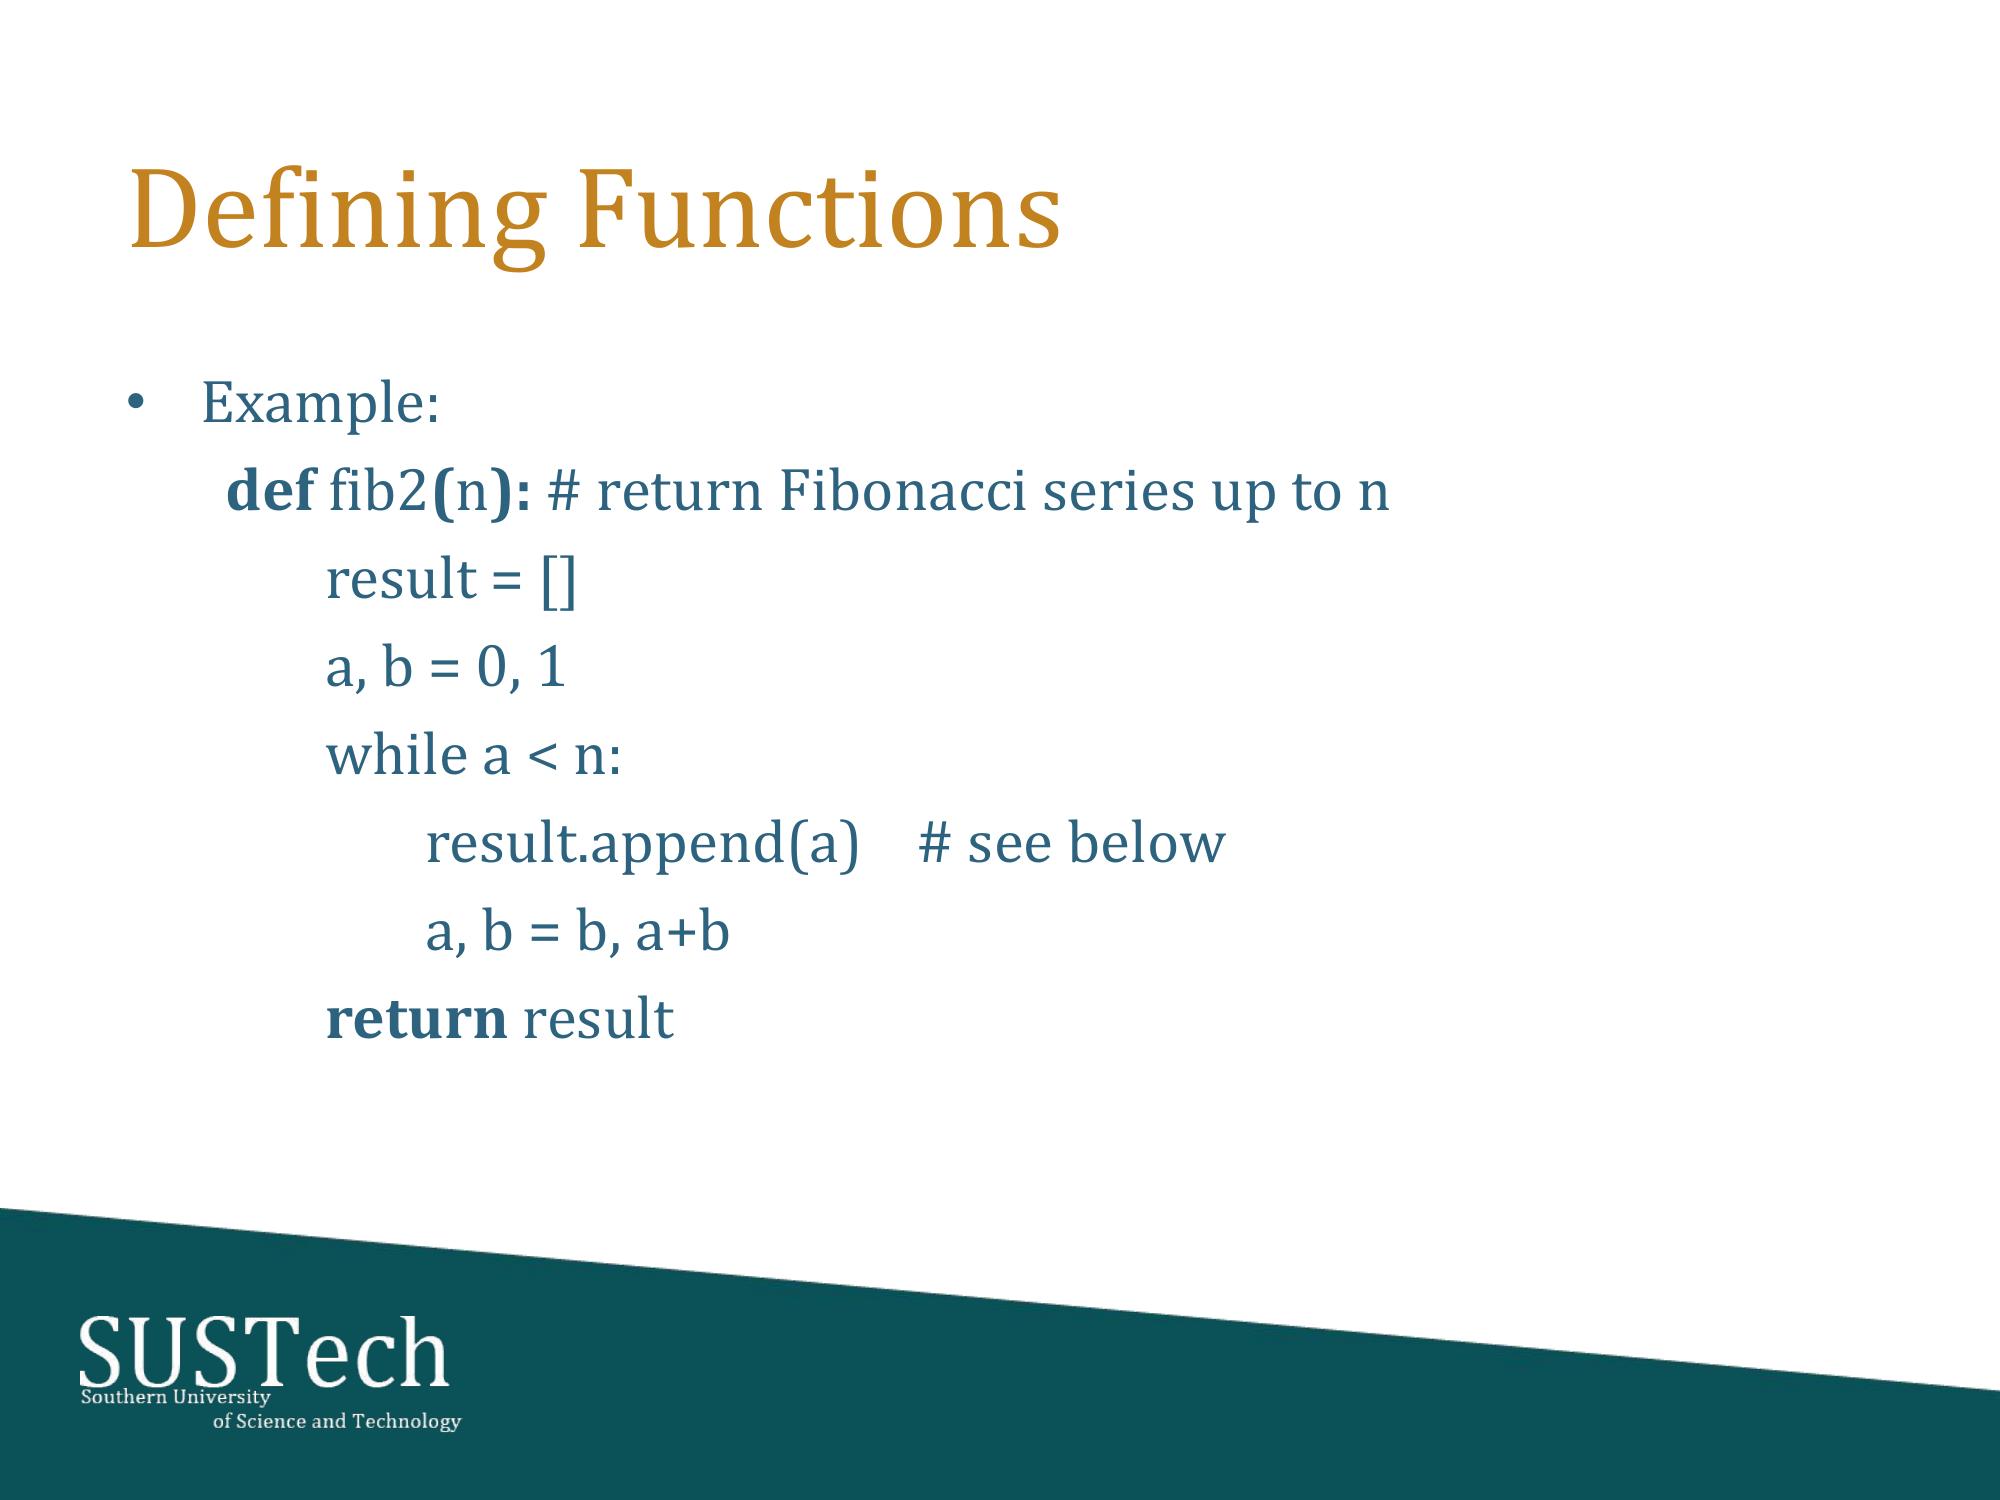 Defining Functions
• Example:
def fib2(n): # return Fibonacci series up to n
result = []
a, b = 0, 1
while a < n:
result.append(a) # see below
a, b = b, a+b
return result
SUSTech
Southern University
of Science and Technology